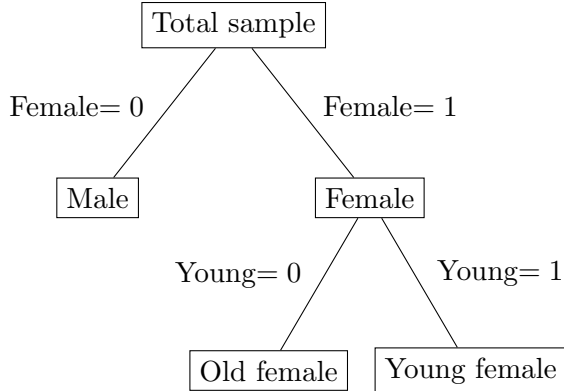 Total sample
Female= 0
Female= 1
Male
Female
Young= 0
Young= 1
Old female
Young female